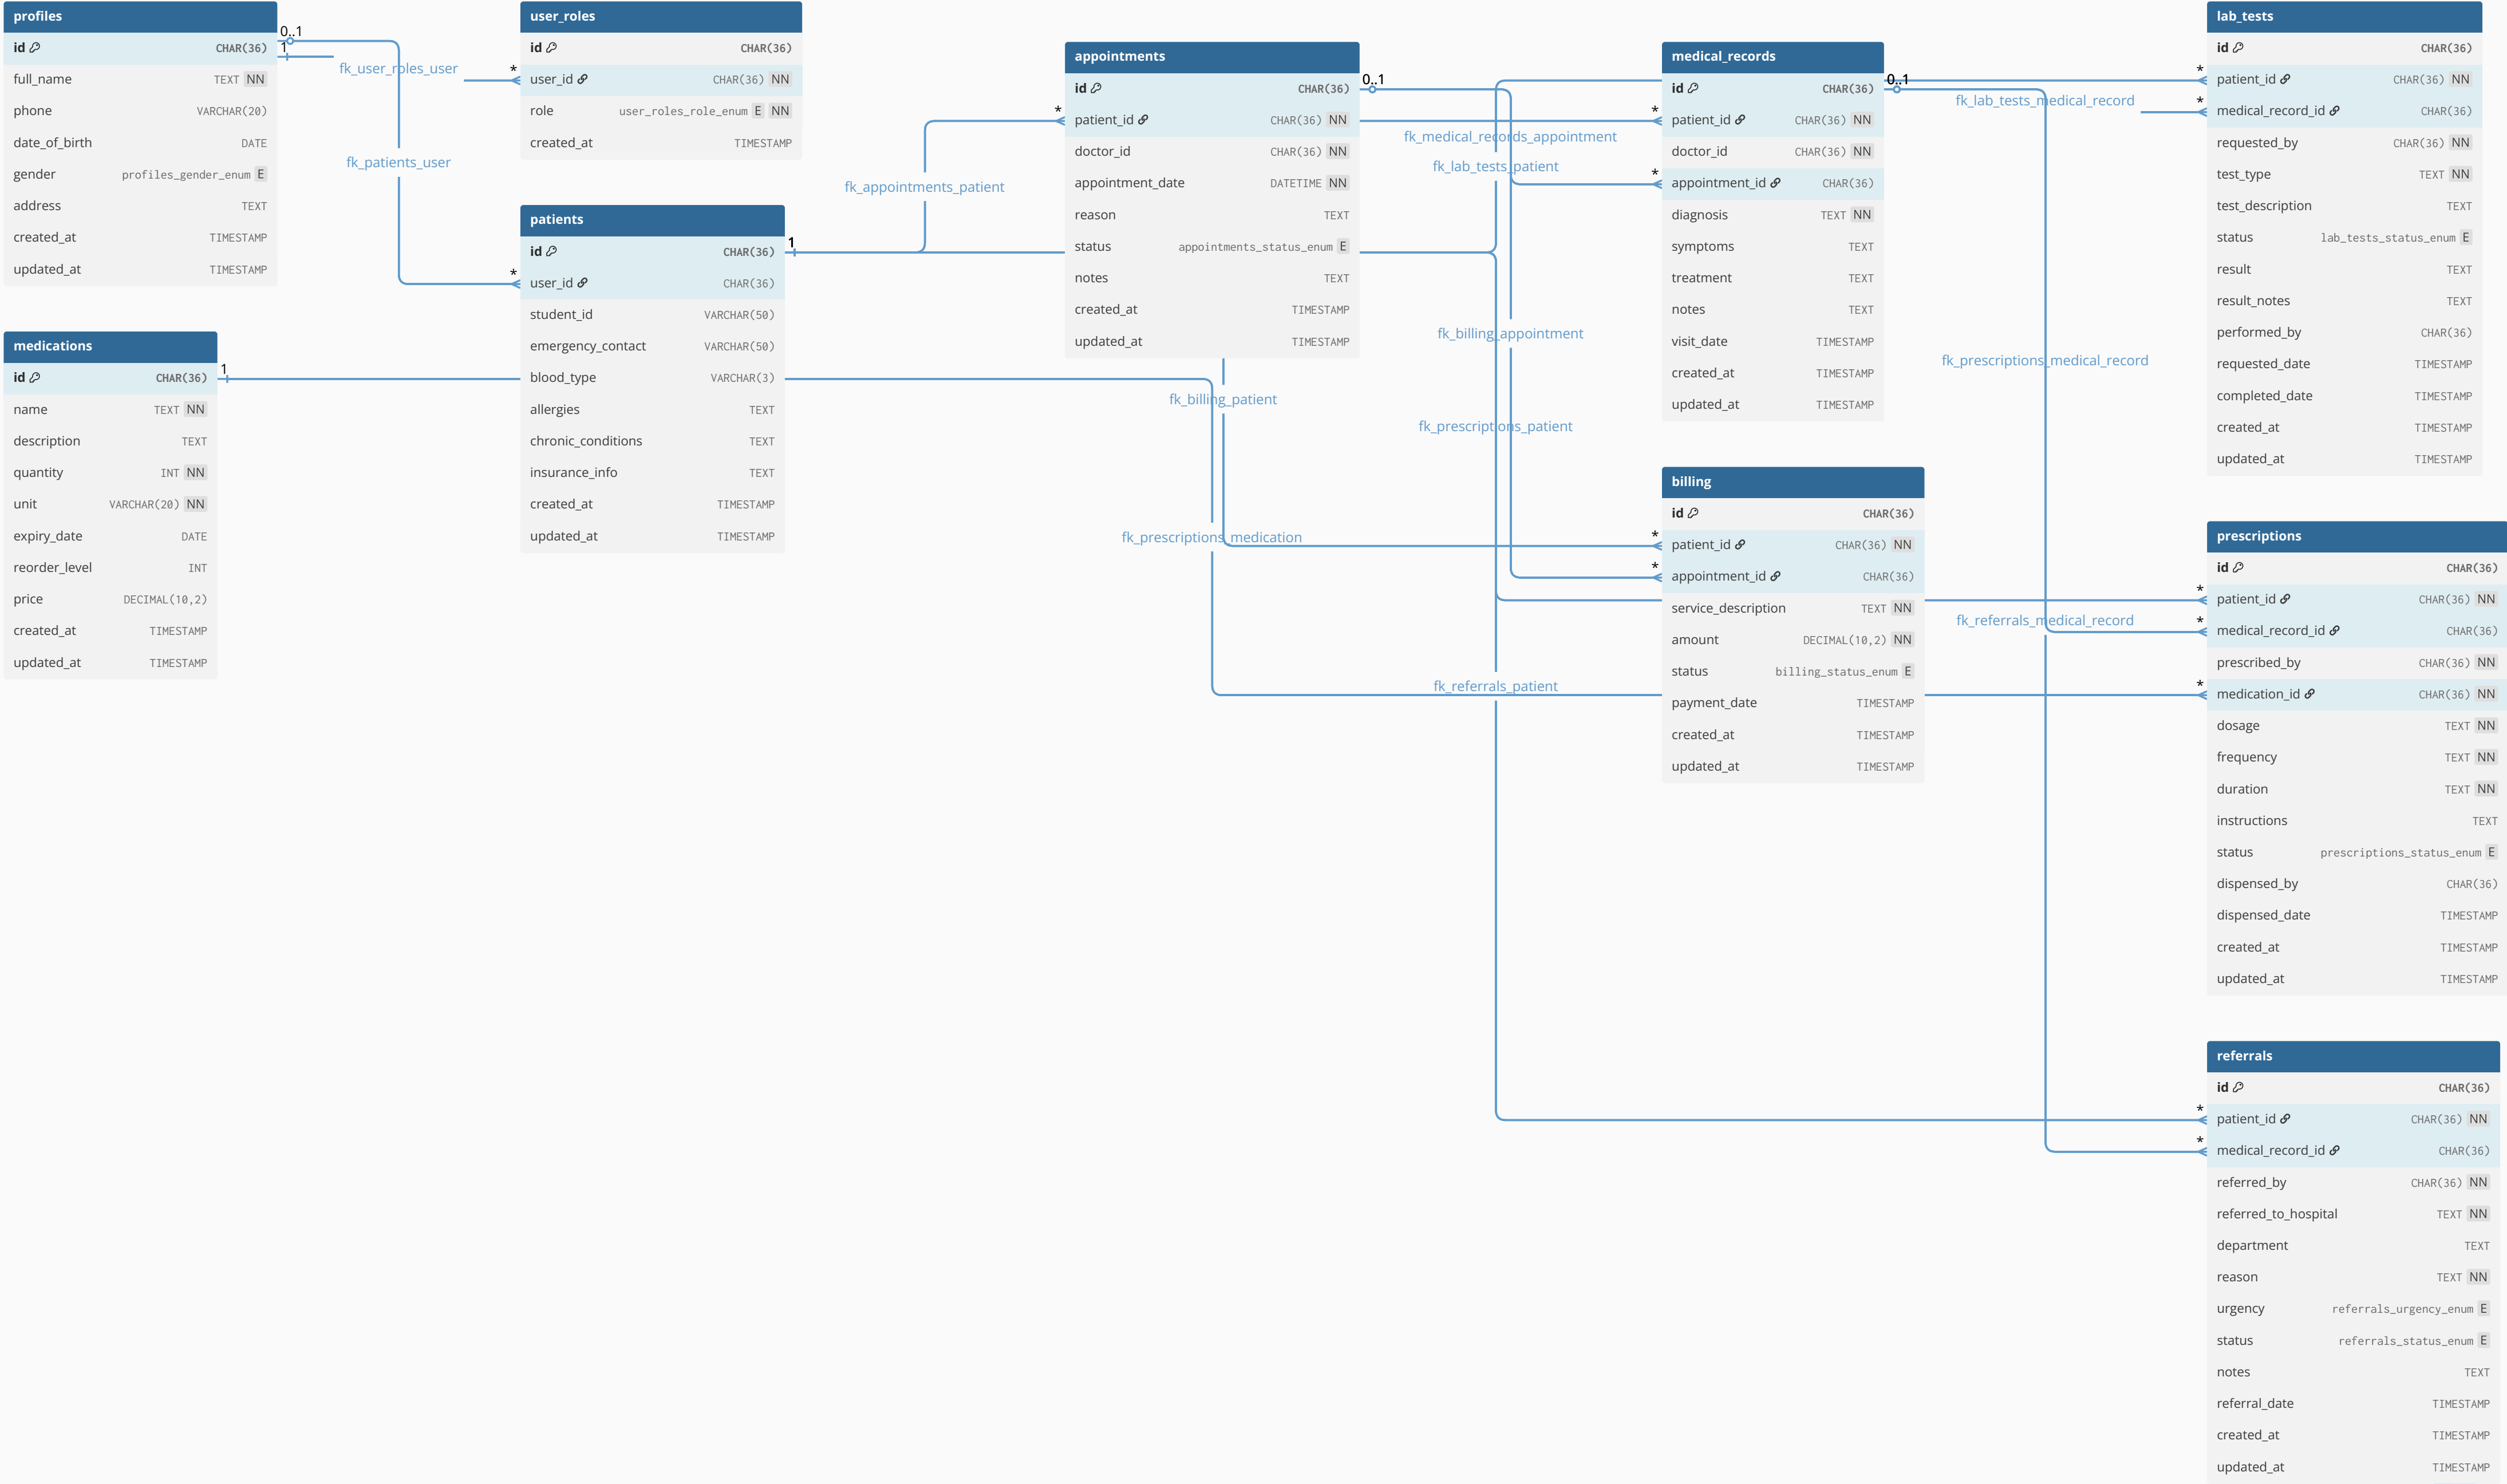 profiles
id CHAR(36)
full_name TEXT NN
phone VARCHAR(20)
date_of_birth DATE
gender profiles_gender_enum E
address TEXT
created_at TIMESTAMP
updated_at TIMESTAMP
0..1
1
fk_user_roles_user
*
fk_patients_user
*
user_roles
id CHAR(36)
user_id CHAR(36) NN
role user_roles_role_enum E NN
created_at TIMESTAMP
medications
id CHAR(36)
name TEXT NN
description TEXT
quantity INT NN
unit VARCHAR(20) NN
expiry_date DATE
reorder_level INT
price DECIMAL(10,2)
created_at TIMESTAMP
updated_at TIMESTAMP
1
patients
id CHAR(36)
user_id CHAR(36)
student_id VARCHAR(50)
emergency_contact VARCHAR(50)
blood_type VARCHAR(3)
allergies TEXT
chronic_conditions TEXT
insurance_info TEXT
created_at TIMESTAMP
updated_at TIMESTAMP
1
fk_appointments_patient
*
appointments
id CHAR(36)
patient_id CHAR(36) NN
doctor_id CHAR(36) NN
appointment_date DATETIME NN
reason TEXT
status appointments_status_enum E
notes TEXT
created_at TIMESTAMP
updated_at TIMESTAMP
0..1
fk_medical_records_appointment
fk_lab_tests_patient
fk_billing_appointment
fk_billing_patient
fk_prescriptions_patient
fk_prescriptions_medication
fk_referrals_patient
*
*
medical_records
id CHAR(36)
patient_id CHAR(36) NN
doctor_id CHAR(36) NN
appointment_id CHAR(36)
diagnosis TEXT NN
symptoms TEXT
treatment TEXT
notes TEXT
visit_date TIMESTAMP
created_at TIMESTAMP
updated_at TIMESTAMP
0..1
*
*
billing
id CHAR(36)
patient_id CHAR(36) NN
appointment_id CHAR(36)
service_description TEXT NN
amount DECIMAL(10,2) NN
status billing_status_enum E
payment_date TIMESTAMP
created_at TIMESTAMP
updated_at TIMESTAMP
fk_lab_tests_medical_record
fk_prescriptions_medical_record
fk_referrals_medical_record
*
*
lab_tests
id CHAR(36)
patient_id CHAR(36) NN
medical_record_id CHAR(36)
requested_by CHAR(36) NN
test_type TEXT NN
test_description TEXT
status lab_tests_status_enum E
result TEXT
result_notes TEXT
performed_by CHAR(36)
requested_date TIMESTAMP
completed_date TIMESTAMP
created_at TIMESTAMP
updated_at TIMESTAMP
*
*
*
prescriptions
id CHAR(36)
patient_id CHAR(36) NN
medical_record_id CHAR(36)
prescribed_by CHAR(36) NN
medication_id CHAR(36) NN
dosage TEXT NN
frequency TEXT NN
duration TEXT NN
instructions TEXT
status prescriptions_status_enum E
dispensed_by CHAR(36)
dispensed_date TIMESTAMP
created_at TIMESTAMP
updated_at TIMESTAMP
*
*
referrals
id CHAR(36)
patient_id CHAR(36) NN
medical_record_id CHAR(36)
referred_by CHAR(36) NN
referred_to_hospital TEXT NN
department TEXT
reason TEXT NN
urgency referrals_urgency_enum E
status referrals_status_enum E
notes TEXT
referral_date TIMESTAMP
created_at TIMESTAMP
updated_at TIMESTAMP